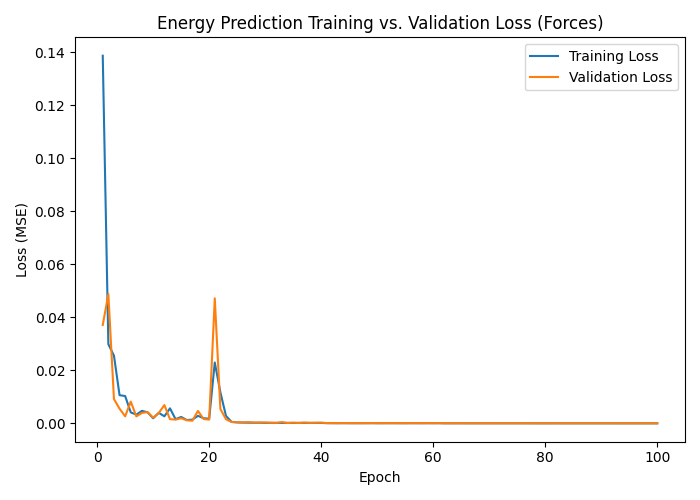 Energy Prediction Training vs. Validation Loss (Forces)
Training Loss
Validation Loss
Loss (MSE)
0.14
0.12
0.10
0.08
0.06
0.04
0.02
0.00
0 20 40 60 80 100
Epoch